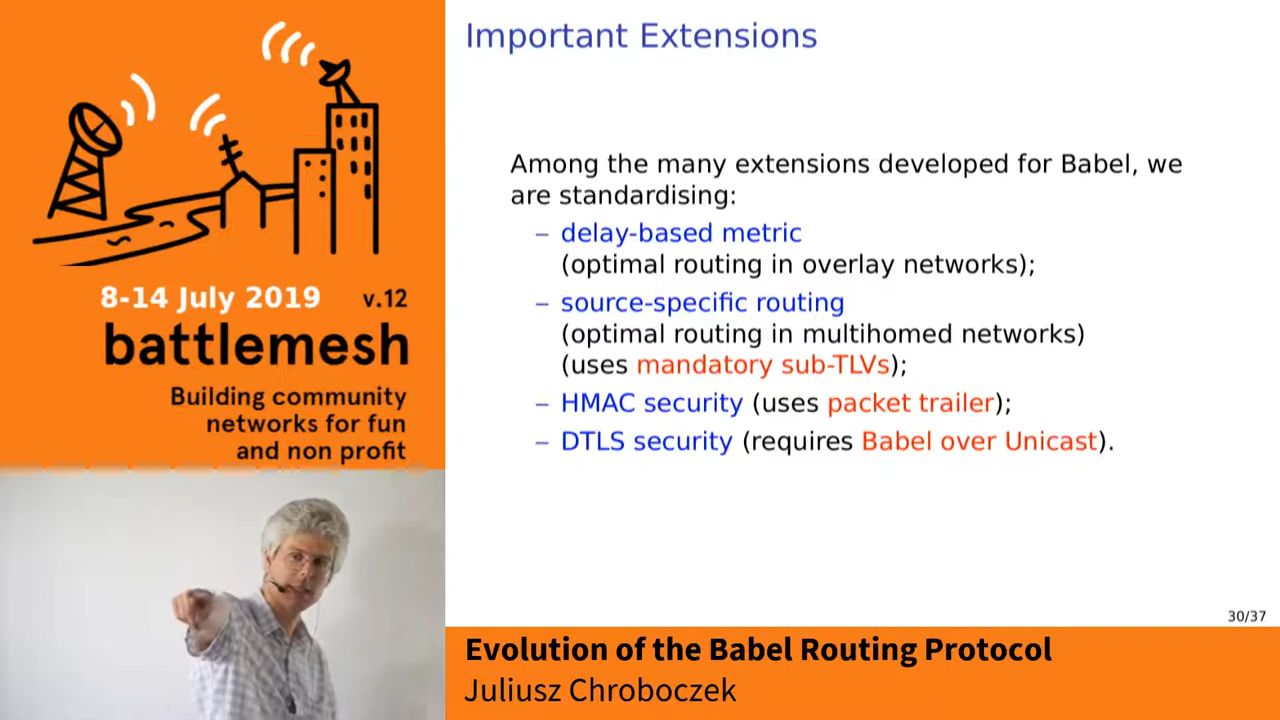 8-14 July 2019 v.12
battlemesh
Building community
networks for fun
and non profit
Important Extensions
Among the many extensions developed for Babel, we
are standardising:
– delay-based metric
(optimal routing in overlay networks);
– source-specific routing
(optimal routing in multihomed networks)
(uses mandatory sub-TLVs);
– HMAC security (uses packet trailer);
– DTLS security (requires Babel over Unicast).
30/37
Evolution of the Babel Routing Protocol
Juliusz Chroboczek